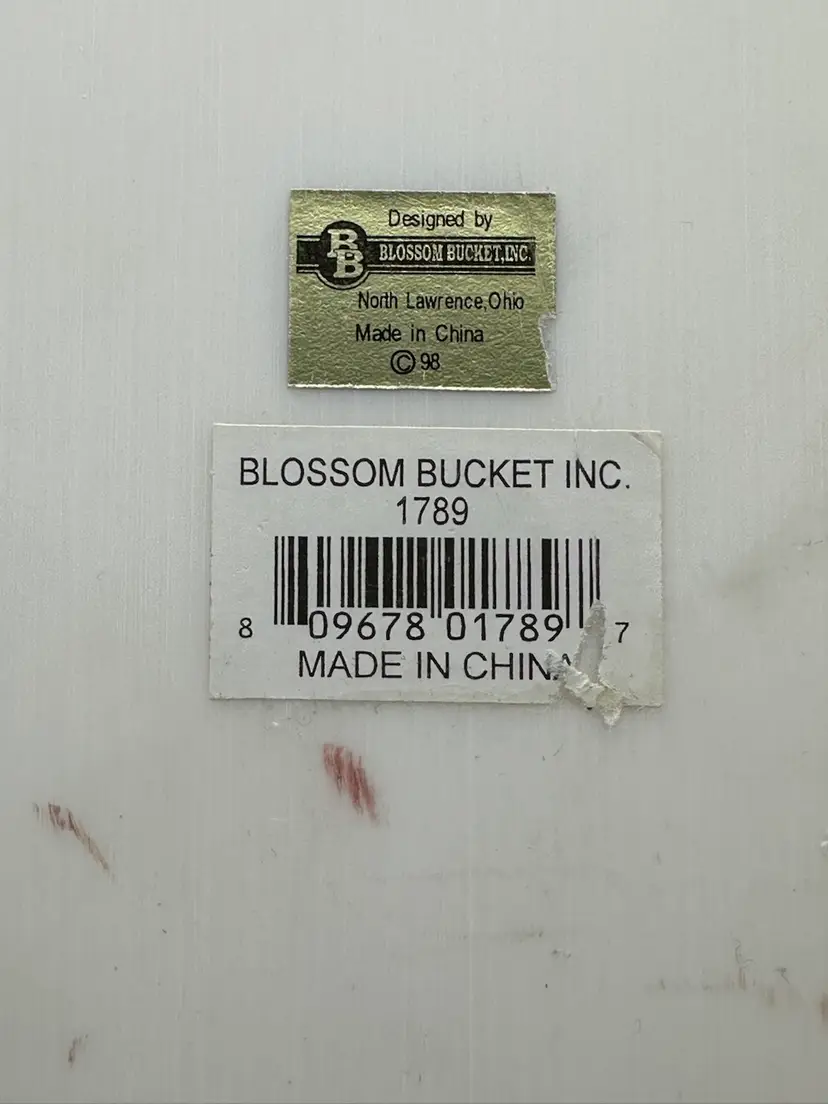 Designed by
BB BLOSSOM BUCKET, INC.
North Lawrence, Ohio
Made in China
© 98
BLOSSOM BUCKET INC.
1789
8 09678 01789 7
MADE IN CHINA